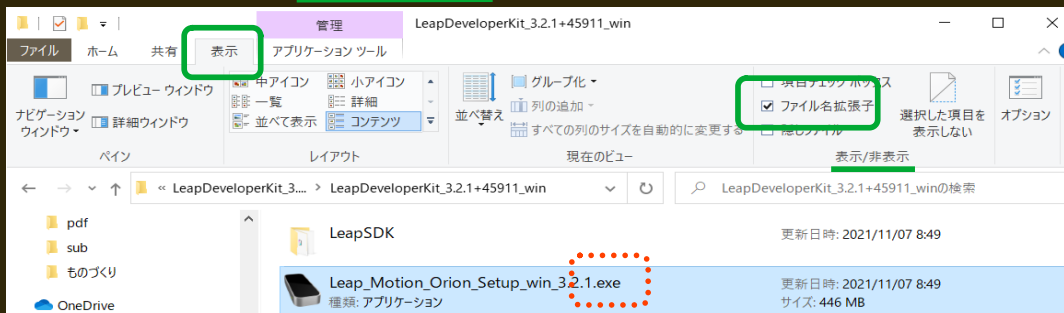 管理
LeapDeveloperKit_3.2.1+45911_win
ファイル
ホーム
共有
表示
アプリケーション ツール
ナビゲーション
ウィンドウ
プレビュー ウィンドウ
詳細ウィンドウ
ペイン
中アイコン
小アイコン
一覧
詳細
並べて表示
コンテンツ
レイアウト
並べ替え
グループ化
列の追加
すべての列のサイズを自動的に変更する
現在のビュー
項目チェック ボックス
ファイル名拡張子
隠しファイル
選択した項目を
表示しない
表示/非表示
オプション
« LeapDeveloperKit_3.... › LeapDeveloperKit_3.2.1+45911_win
LeapDeveloperKit_3.2.1+45911_winの検索
pdf
sub
ものづくり
OneDrive
LeapSDK
更新日時: 2021/11/07 8:49
Leap_Motion_Orion_Setup_win_3.2.1.exe
種類: アプリケーション
更新日時: 2021/11/07 8:49
サイズ: 446 MB